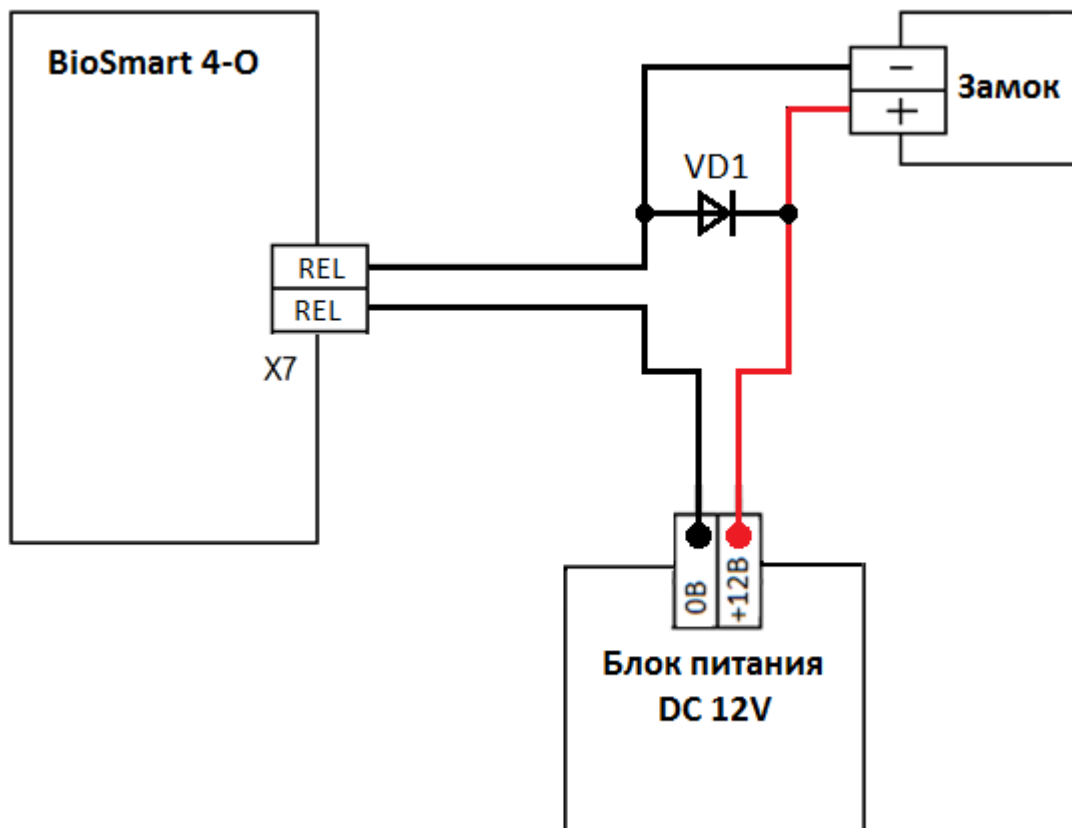 BioSmart 4-O
Замок
−
+
VD1
REL
REL
X7
0В
+12В
Блок питания
DC 12V